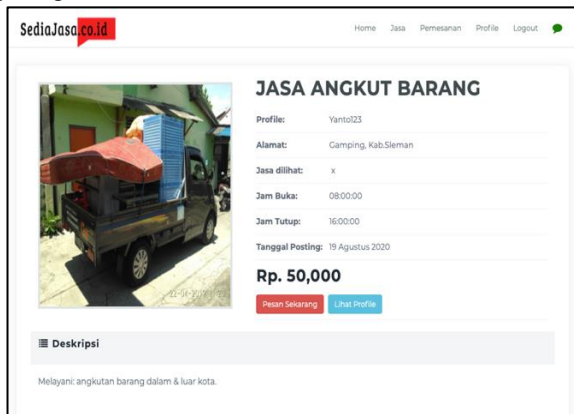 SediaJasa.co.id
Home Jasa Pemesanan Profile Logout
JASA ANGKUT BARANG
Profile: Yanto123
Alamat: Gamping, Kab.Sleman
Jasa dilihat: x
Jam Buka: 08:00:00
Jam Tutup: 16:00:00
Tanggal Posting: 19 Agustus 2020
Rp. 50,000
Pesan Sekarang Lihat Profile
Deskripsi
Melayani: angkutan barang dalam & luar kota.